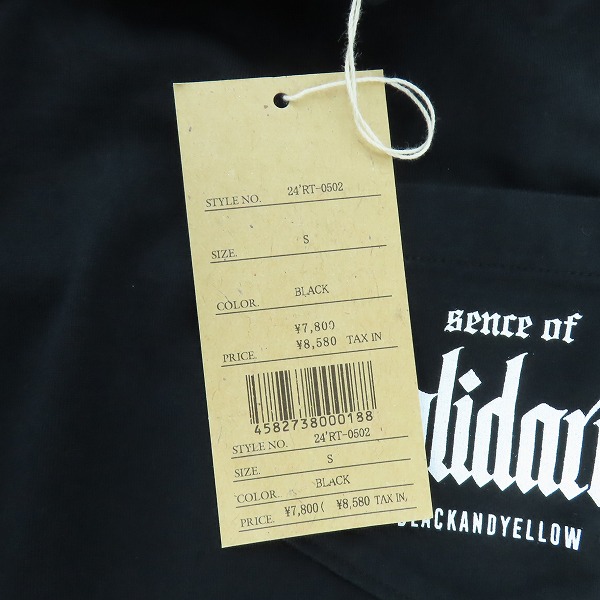 STYLE NO. 24'RT-0502
SIZE. S
COLOR. BLACK
¥7,800
PRICE. ¥8,580 TAX IN
4582738000188
STYLE NO. 24'RT-0502
SIZE. S
COLOR. BLACK
PRICE. ¥7,800( ¥8,580 TAX IN
sence of
lidar
BLACKANDYELLOW